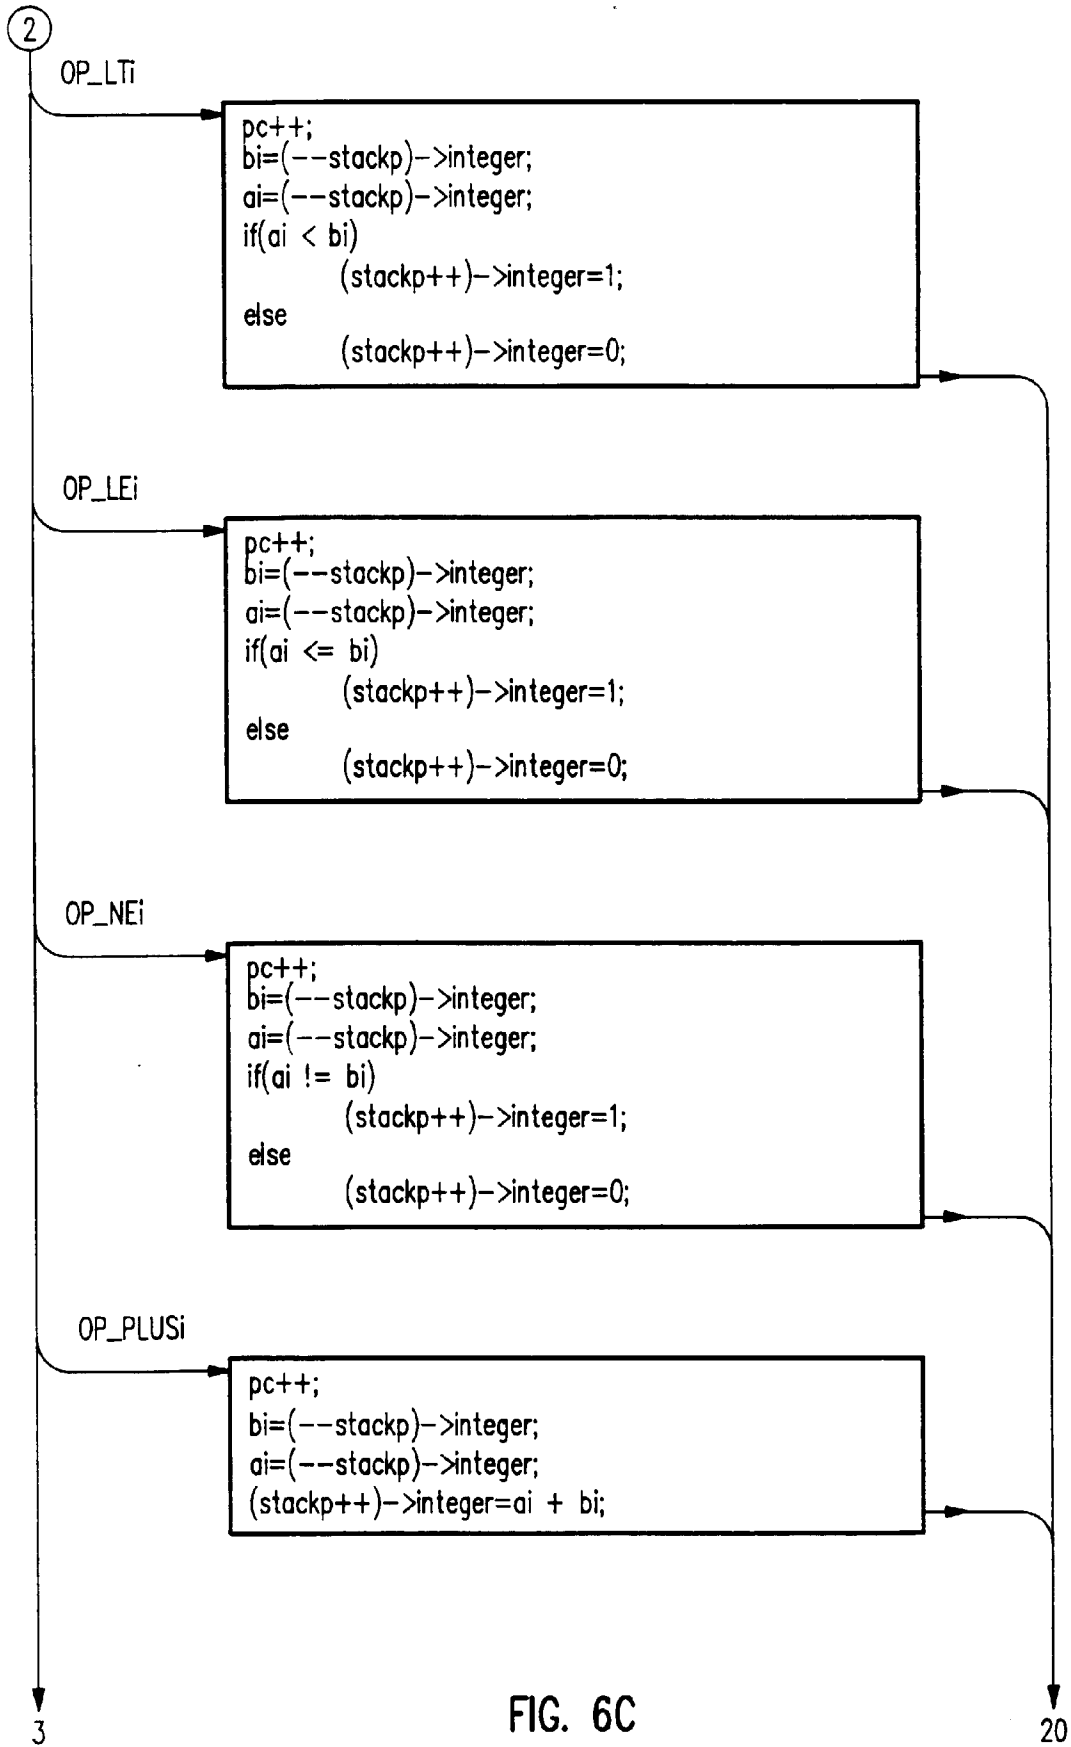 2
OP_LTi
pc++;
bi=(--stackp)->integer;
ai=(--stackp)->integer;
if(ai < bi)
(stackp++)->integer=1;
else
(stackp++)->integer=0;
OP_LEi
pc++;
bi=(--stackp)->integer;
ai=(--stackp)->integer;
if(ai <= bi)
(stackp++)->integer=1;
else
(stackp++)->integer=0;
OP_NEi
pc++;
bi=(--stackp)->integer;
ai=(--stackp)->integer;
if(ai != bi)
(stackp++)->integer=1;
else
(stackp++)->integer=0;
OP_PLUSi
pc++;
bi=(--stackp)->integer;
ai=(--stackp)->integer;
(stackp++)->integer=ai + bi;
3
FIG. 6C
20